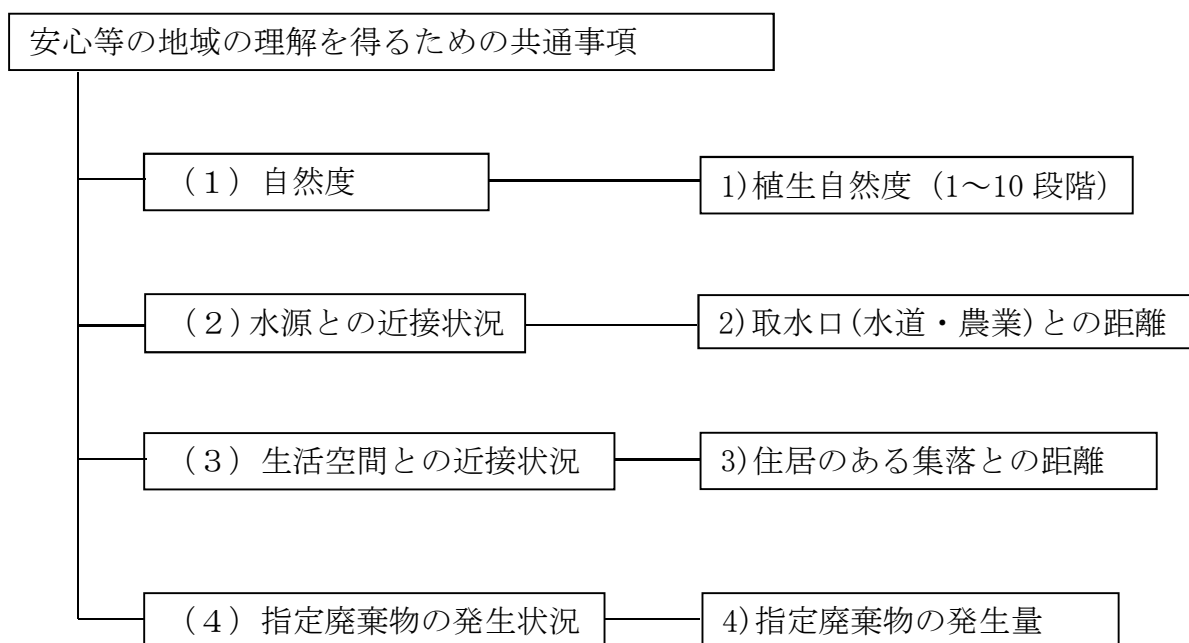 安心等の地域の理解を得るための共通事項
(１) 自然度
1)植生自然度 (1～10 段階)
(２)水源との近接状況
2)取水口(水道・農業)との距離
(３) 生活空間との近接状況
3)住居のある集落との距離
(４) 指定廃棄物の発生状況
4)指定廃棄物の発生量